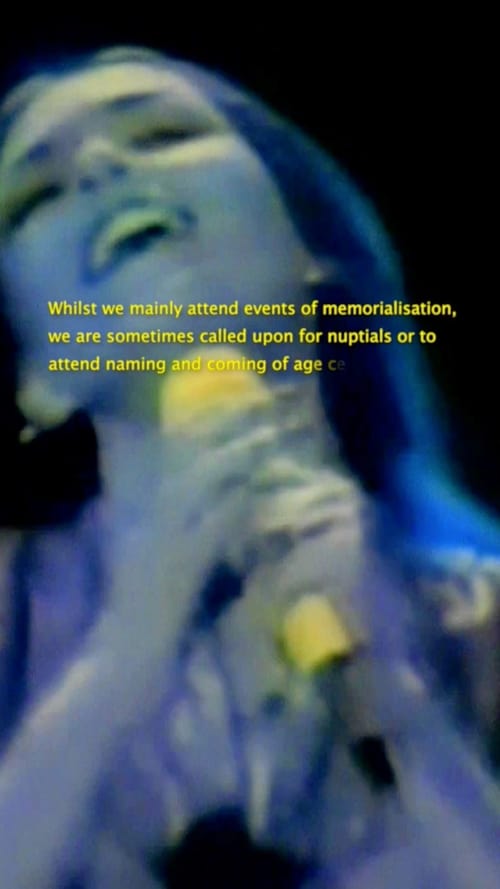 Whilst we mainly attend events of memorialisation,
we are sometimes called upon for nuptials or to
attend naming and coming of age ce